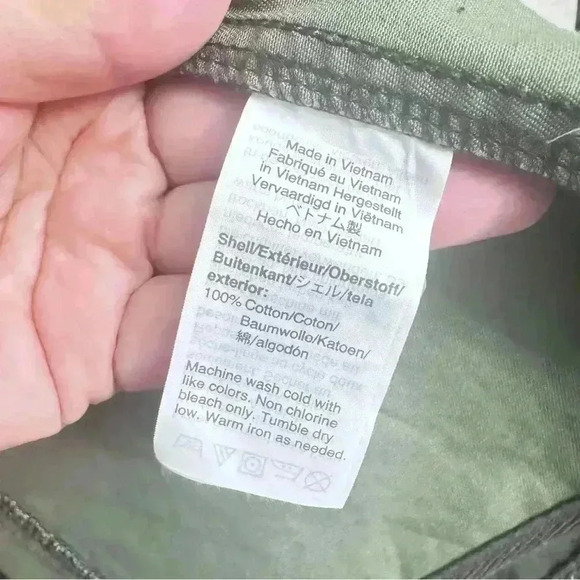 Made in Vietnam
Fabriqué au Vietnam
in Vietnam Hergestellt
Vervaardigd in Viëtnam
ベトナム製
Hecho en Vietnam
Shell/Extérieur/Oberstoff/
Buitenkant/シェル/tela
exterior:
100% Cotton/Coton/
Baumwolle/Katoen/
綿/algodón
Machine wash cold with
like colors. Non chlorine
bleach only. Tumble dry
low. Warm iron as needed.